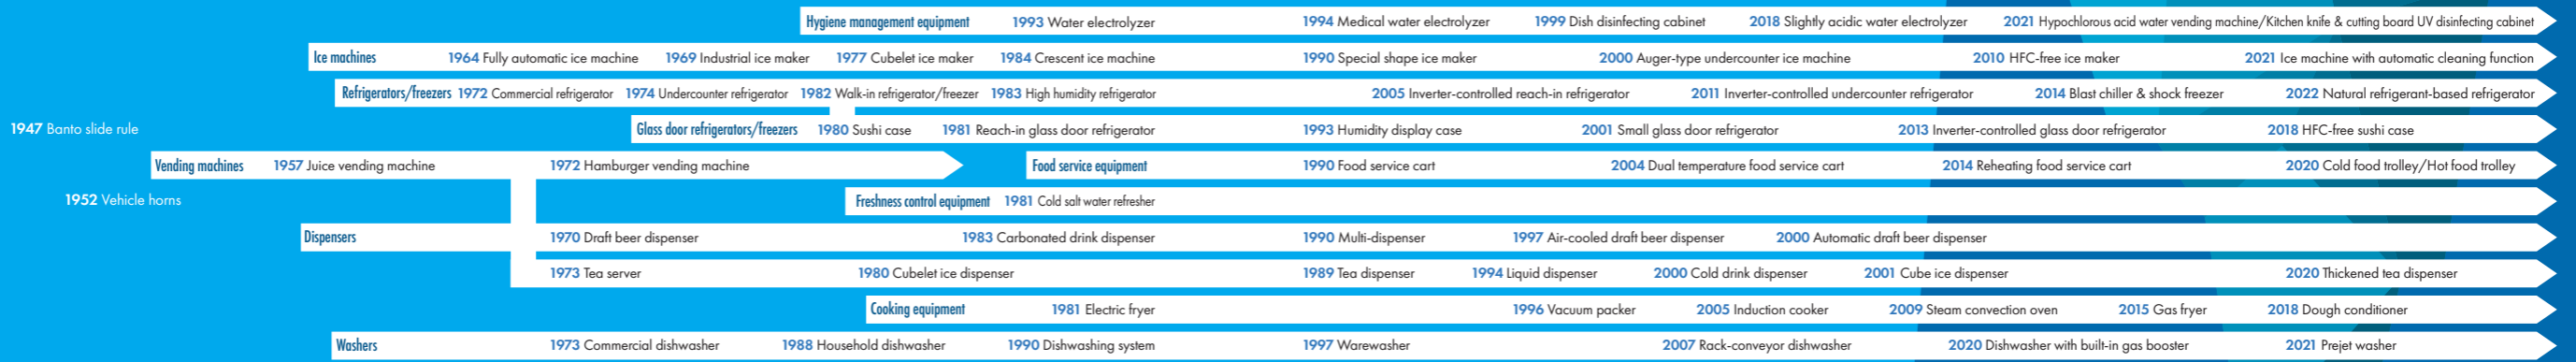 Hygiene management equipment 1993 Water electrolyzer 1994 Medical water electrolyzer 1999 Dish disinfecting cabinet 2018 Slightly acidic water electrolyzer 2021 Hypochlorous acid water vending machine/Kitchen knife & cutting board UV disinfecting cabinet
Ice machines 1964 Fully automatic ice machine 1969 Industrial ice maker 1977 Cubelet ice maker 1984 Crescent ice machine 1990 Special shape ice maker 2000 Auger-type undercounter ice machine 2010 HFC-free ice maker 2021 Ice machine with automatic cleaning function
Refrigerators/freezers 1972 Commercial refrigerator 1974 Undercounter refrigerator 1982 Walk-in refrigerator/freezer 1983 High humidity refrigerator 2005 Inverter-controlled reach-in refrigerator 2011 Inverter-controlled undercounter refrigerator 2014 Blast chiller & shock freezer 2022 Natural refrigerant-based refrigerator
1947 Banto slide rule Glass door refrigerators/freezers 1980 Sushi case 1981 Reach-in glass door refrigerator 1993 Humidity display case 2001 Small glass door refrigerator 2013 Inverter-controlled glass door refrigerator 2018 HFC-free sushi case
Vending machines 1957 Juice vending machine 1972 Hamburger vending machine Food service equipment 1990 Food service cart 2004 Dual temperature food service cart 2014 Reheating food service cart 2020 Cold food trolley/Hot food trolley
1952 Vehicle horns Freshness control equipment 1981 Cold salt water refresher
Dispensers 1970 Draft beer dispenser 1983 Carbonated drink dispenser 1990 Multi-dispenser 1997 Air-cooled draft beer dispenser 2000 Automatic draft beer dispenser
1973 Tea server 1980 Cubelet ice dispenser 1989 Tea dispenser 1994 Liquid dispenser 2000 Cold drink dispenser 2001 Cube ice dispenser 2020 Thickened tea dispenser
Cooking equipment 1981 Electric fryer 1996 Vacuum packer 2005 Induction cooker 2009 Steam convection oven 2015 Gas fryer 2018 Dough conditioner
Washers 1973 Commercial dishwasher 1988 Household dishwasher 1990 Dishwashing system 1997 Warewasher 2007 Rack-conveyor dishwasher 2020 Dishwasher with built-in gas booster 2021 Prejet washer